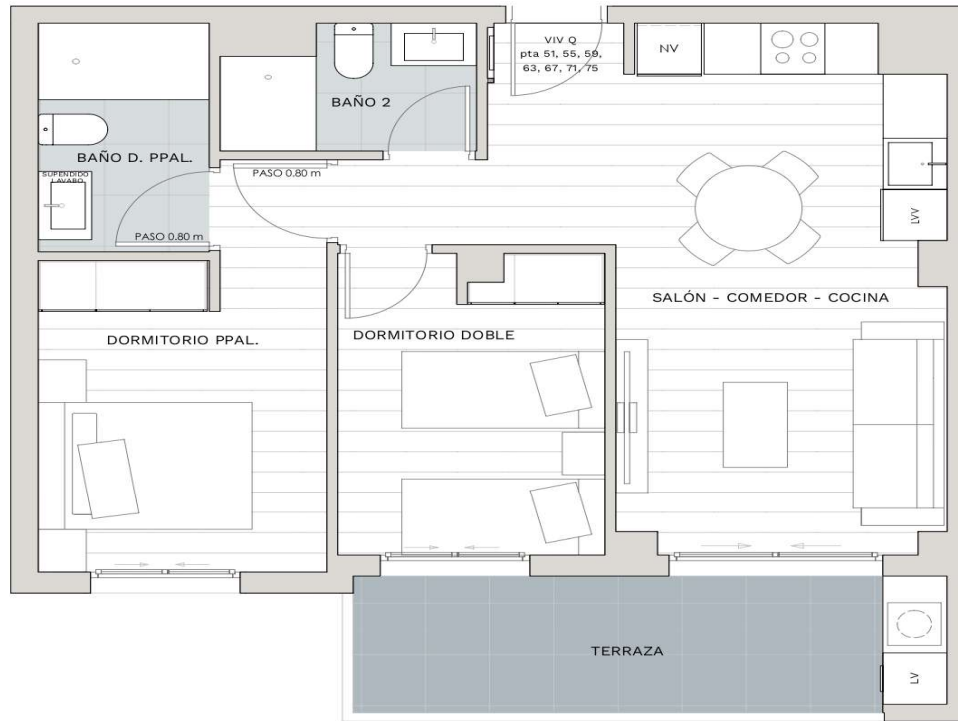 VIV Q
pta 51, 55, 59,
63, 67, 71, 75
NV
BAÑO 2
BAÑO D. PPAL.
SUPENDIDO
LAVABO
PASO 0.80 m
PASO 0.80 m
LVV
SALÓN - COMEDOR - COCINA
DORMITORIO PPAL.
DORMITORIO DOBLE
TERRAZA
LV